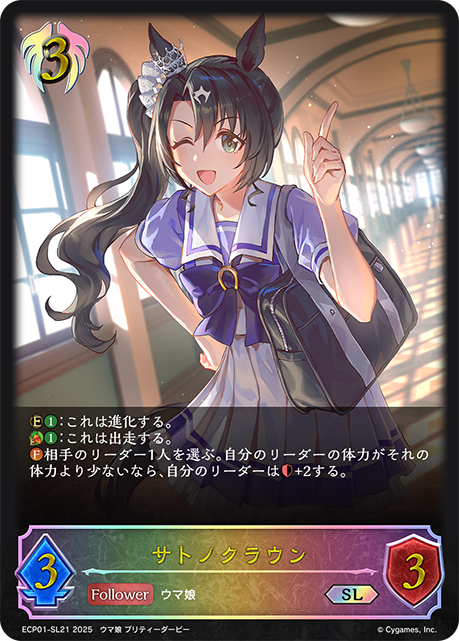 3
E1：これは進化する。
1：これは出走する。
F相手のリーダー1人を選ぶ。自分のリーダーの体力がそれの
体力より少ないなら、自分のリーダーは+2する。
サトノクラウン
3
Follower ウマ娘
SL
3
ECP01-SL21 2025 ウマ娘 プリティーダービー
© Cygames, Inc.